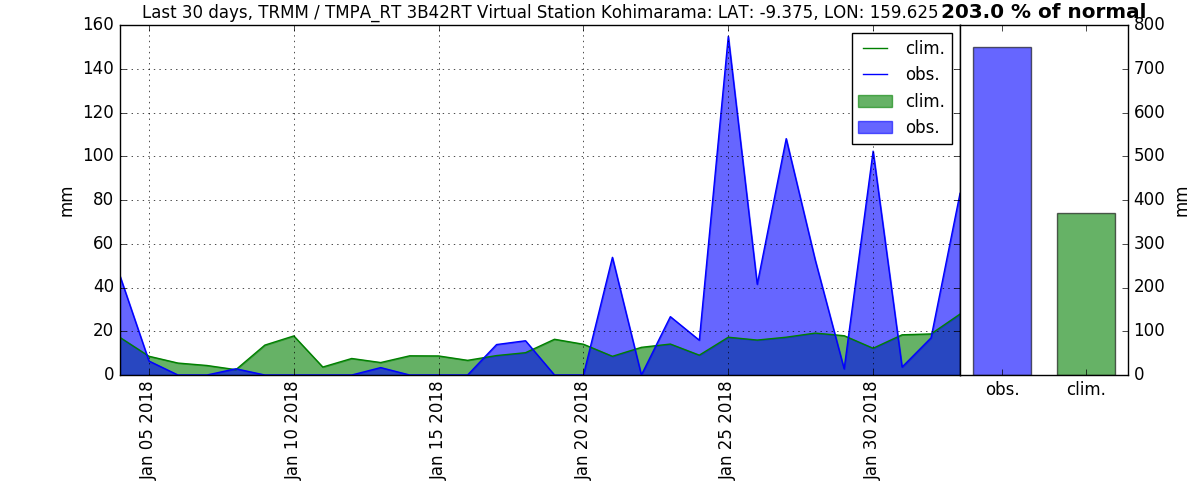 Last 30 days, TRMM / TMPA_RT 3B42RT Virtual Station Kohimarama: LAT: -9.375, LON: 159.625
203.0 % of normal
160
140
120
100
80
60
40
20
0
mm
Jan 05 2018
Jan 10 2018
Jan 15 2018
Jan 20 2018
Jan 25 2018
Jan 30 2018
clim.
obs.
clim.
obs.
800
700
600
500
400
300
200
100
0
mm
obs.
clim.